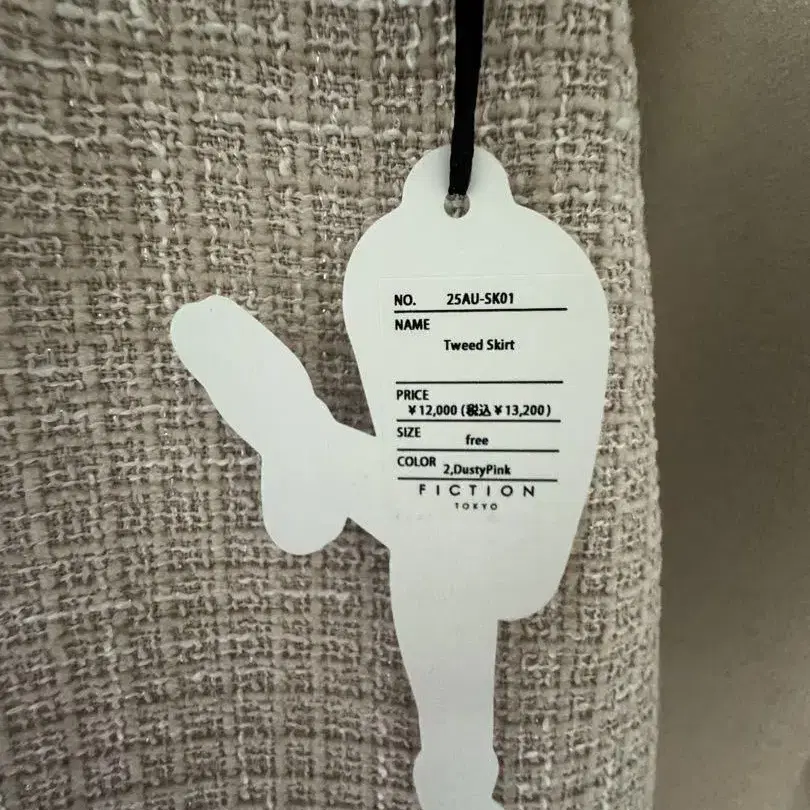 NO. 25AU-SK01
NAME
Tweed Skirt
PRICE
¥12,000 (税込¥13,200)
SIZE free
COLOR 2,DustyPink
FICTION
TOKYO